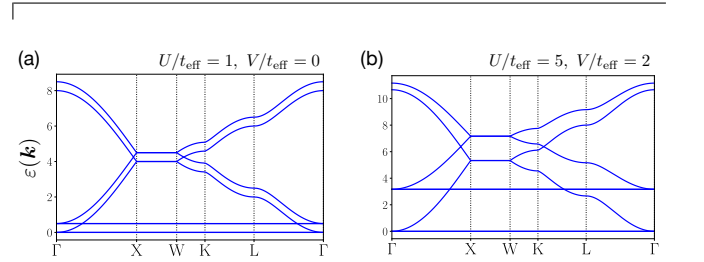 (a) U/t_eff = 1, V/t_eff = 0
(b) U/t_eff = 5, V/t_eff = 2
ε(k)
8
6
4
2
0
Γ X W K L Γ
10
8
6
4
2
0
Γ X W K L Γ